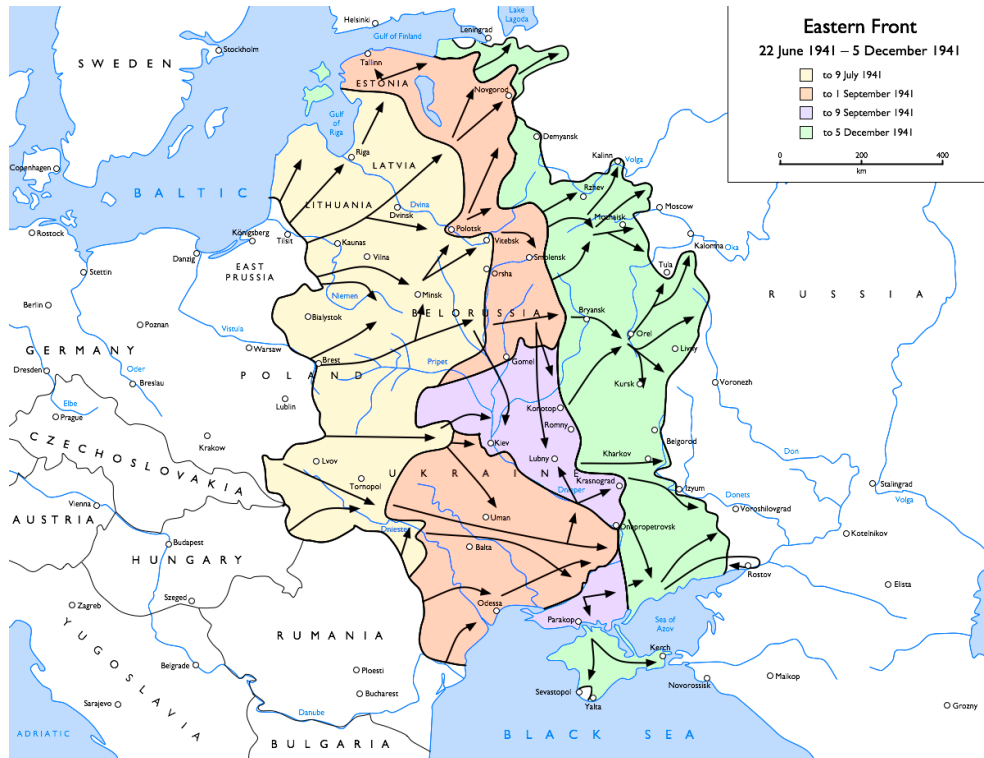 Eastern Front
22 June 1941 – 5 December 1941
to 9 July 1941
to 1 September 1941
to 9 September 1941
to 5 December 1941
0 200 400
km
Helsinki
Lake
Lagoda
Leningrad
Gulf of Finland
Stockholm
SWEDEN
Tallinn
ESTONIA
Novgorod
Gulf
of
Riga
Riga
LATVIA
Demyansk
Kalinn
Volga
Copenhagen
BALTIC
LITHUANIA
Dvinsk
Dvina
Rzhev
Mozhaisk
Moscow
Rostock
Königsberg
Tilsit
Kaunas
Polotsk
Vitebsk
Kalomna
Oka
Danzig
Vilna
Smolensk
Tula
Stettin
EAST
PRUSSIA
Orsha
Niemen
Minsk
RUSSIA
Berlin
Bialystok
BELORUSSIA
Bryansk
Poznan
Vistula
Orel
GERMANY
Warsaw
Brest
Pripet
Gomel
Livny
Dresden
Oder
Breslau
POLAND
Kursk
Voronezh
Elbe
Prague
Lublin
Konotop
Romny
Krakow
Kiev
Belgorod
CZECHOSLOVAKIA
Lvov
Lubny
Kharkov
Don
UKRAINE
Tornopol
Krasnograd
Stalingrad
Vienna
Dnieper
Izyum
Donets
Volga
AUSTRIA
Uman
Voroshilovgrad
Dniester
Dnepropetrovsk
Kotelnikov
Budapest
HUNGARY
Balta
Rostov
Elista
Szeged
Zagreb
Odessa
Parakop
Sea of
Azov
YUGOSLAVIA
RUMANIA
Kerch
Belgrade
Ploesti
Maikop
Novorossisk
Sevastopol
Yaka
Bucharest
Sarajevo
Danube
Grozny
ADRIATIC
BULGARIA
BLACK SEA